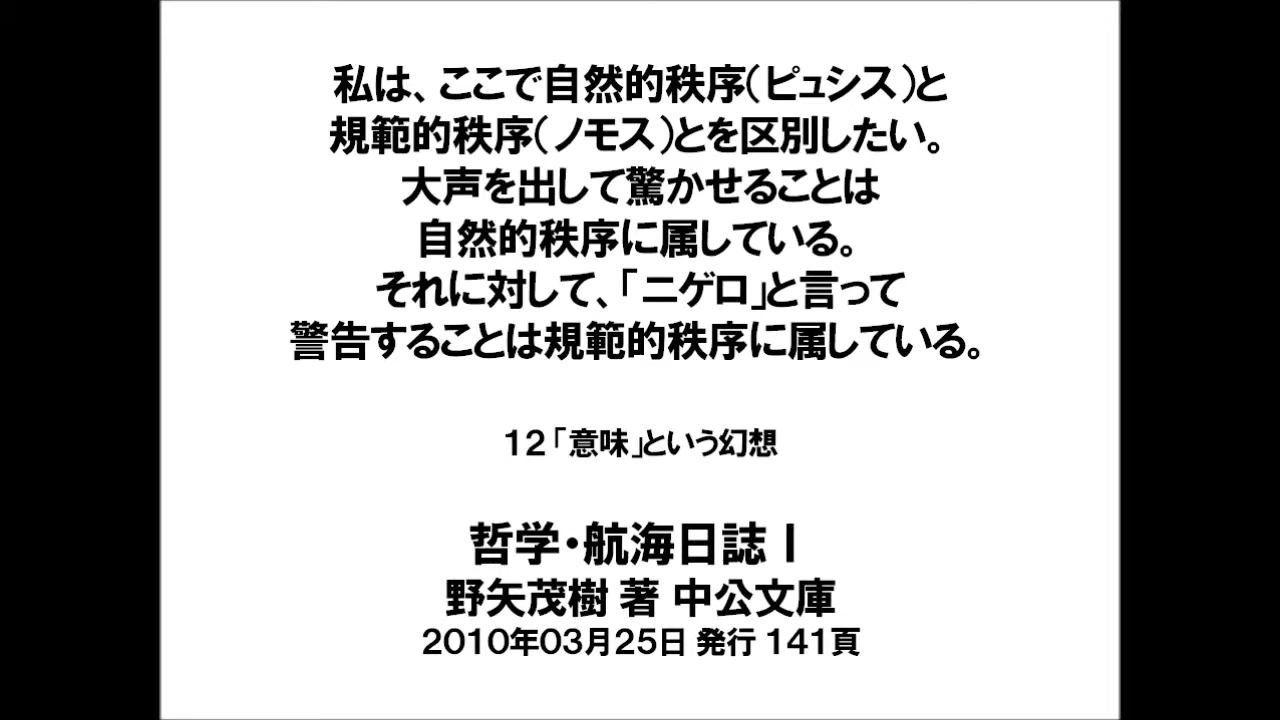 私は、ここで自然的秩序(ピュシス)と
規範的秩序(ノモス)とを区別したい。
大声を出して驚かせることは
自然的秩序に属している。
それに対して、「ニゲロ」と言って
警告することは規範的秩序に属している。
12「意味」という幻想
哲学・航海日誌Ⅰ
野矢茂樹 著 中公文庫
2010年03月25日 発行 141頁